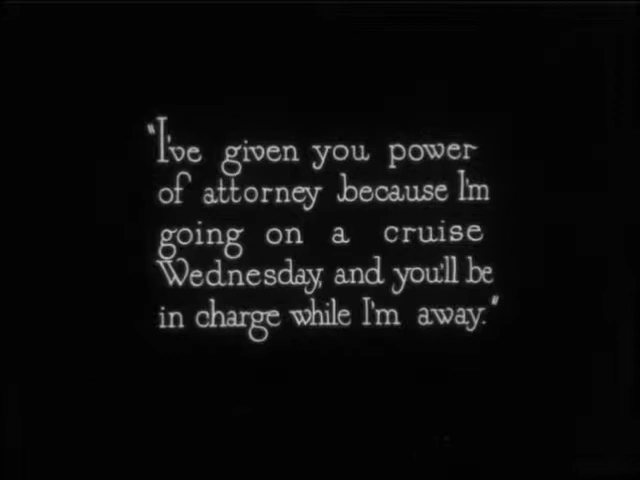 "I've given you power
of attorney because I'm
going on a cruise
Wednesday, and you'll be
in charge while I'm away."